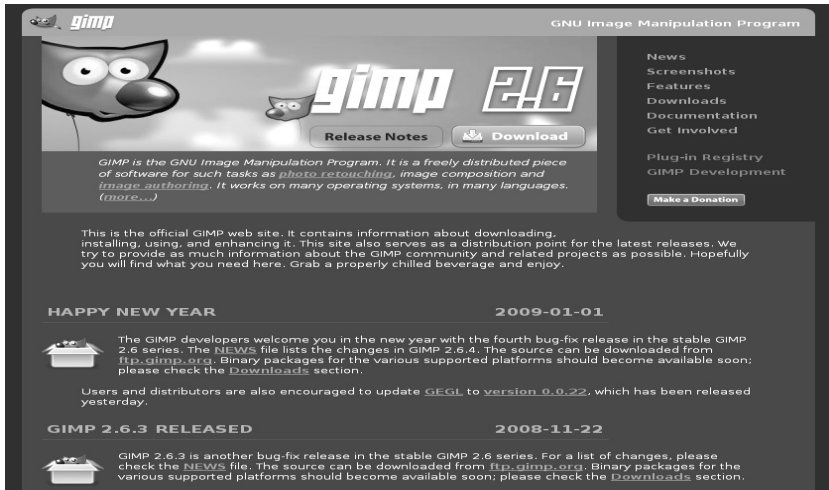 gimp
GNU Image Manipulation Program
gimp 2.6
Release Notes
Download
GIMP is the GNU Image Manipulation Program. It is a freely distributed piece
of software for such tasks as photo retouching, image composition and
image authoring. It works on many operating systems, in many languages.
(more...)
News
Screenshots
Features
Downloads
Documentation
Get Involved
Plug-in Registry
GIMP Development
Make a Donation
This is the official GIMP web site. It contains information about downloading,
installing, using, and enhancing it. This site also serves as a distribution point for the latest releases. We
try to provide as much information about the GIMP community and related projects as possible. Hopefully
you will find what you need here. Grab a properly chilled beverage and enjoy.
HAPPY NEW YEAR 2009-01-01
The GIMP developers welcome you in the new year with the fourth bug-fix release in the stable GIMP
2.6 series. The NEWS file lists the changes in GIMP 2.6.4. The source can be downloaded from
ftp.gimp.org. Binary packages for the various supported platforms should become available soon;
please check the Downloads section.
Users and distributors are also encouraged to update GEGL to version 0.0.22, which has been released
yesterday.
GIMP 2.6.3 RELEASED 2008-11-22
GIMP 2.6.3 is another bug-fix release in the stable GIMP 2.6 series. For a list of changes, please
check the NEWS file. The source can be downloaded from ftp.gimp.org. Binary packages for the
various supported platforms should become available soon; please check the Downloads section.